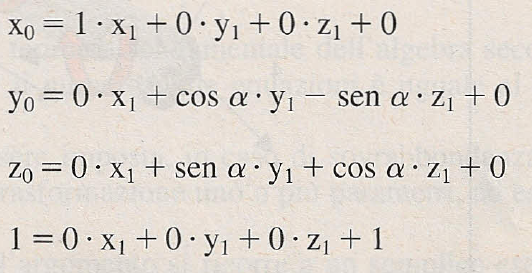 x₀ = 1 · x₁ + 0 · y₁ + 0 · z₁ + 0
y₀ = 0 · x₁ + cos α · y₁ − sen α · z₁ + 0
z₀ = 0 · x₁ + sen α · y₁ + cos α · z₁ + 0
1 = 0 · x₁ + 0 · y₁ + 0 · z₁ + 1